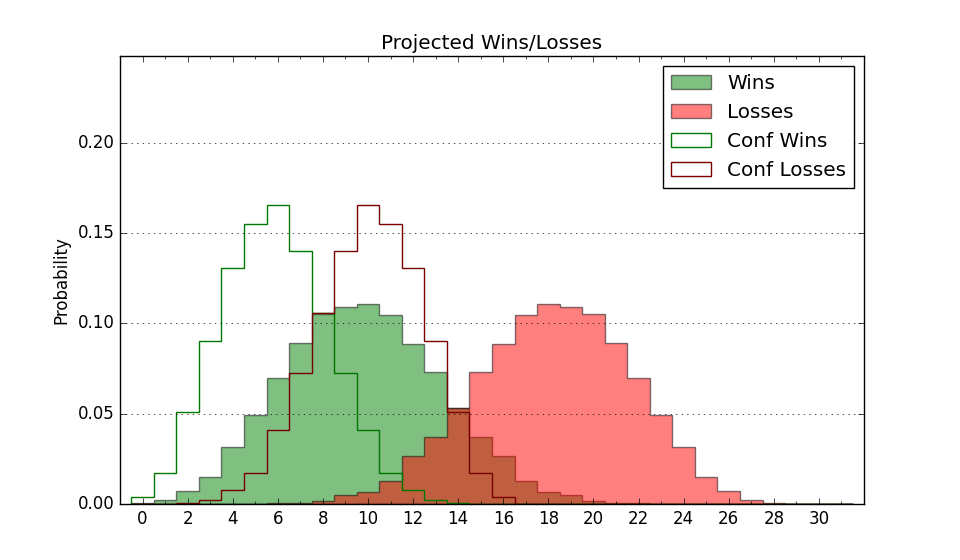 Projected Wins/Losses
Wins
Losses
Conf Wins
Conf Losses
Probability
0.20
0.15
0.10
0.05
0.00
0 2 4 6 8 10 12 14 16 18 20 22 24 26 28 30